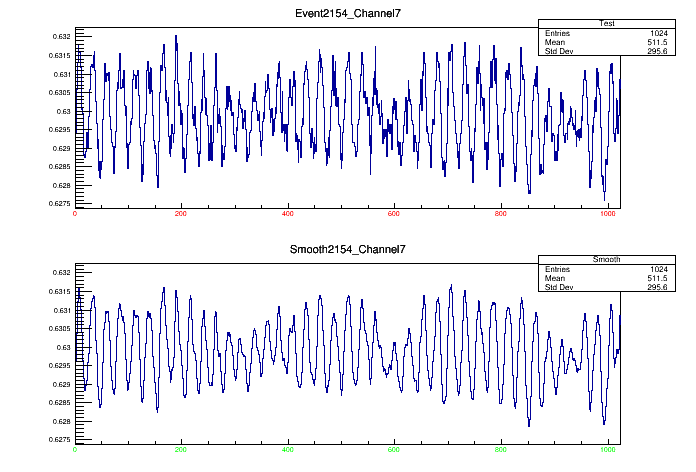 Event2154_Channel7
Test
Entries 1024
Mean 511.5
Std Dev 295.6
0.632
0.6315
0.631
0.6305
0.63
0.6295
0.629
0.6285
0.628
0.6275
0 200 400 600 800 1000
Smooth2154_Channel7
Smooth
Entries 1024
Mean 511.5
Std Dev 295.6
0.632
0.6315
0.631
0.6305
0.63
0.6295
0.629
0.6285
0.628
0.6275
0 200 400 600 800 1000